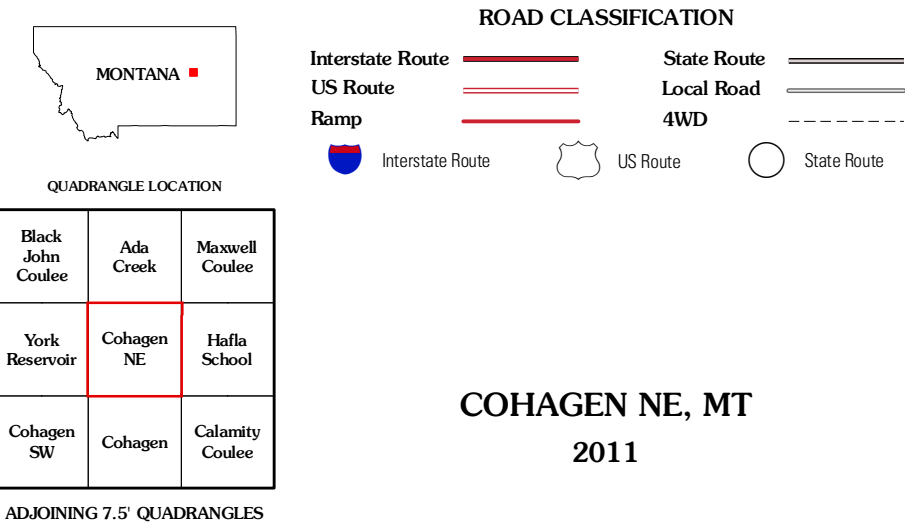 MONTANA
QUADRANGLE LOCATION
ROAD CLASSIFICATION
Interstate Route
State Route
US Route
Local Road
Ramp
4WD
Interstate Route
US Route
State Route
Black
John
Coulee
Ada
Creek
Maxwell
Coulee
York
Reservoir
Cohagen
NE
Hafla
School
Cohagen
SW
Cohagen
Calamity
Coulee
ADJOINING 7.5' QUADRANGLES
COHAGEN NE, MT
2011